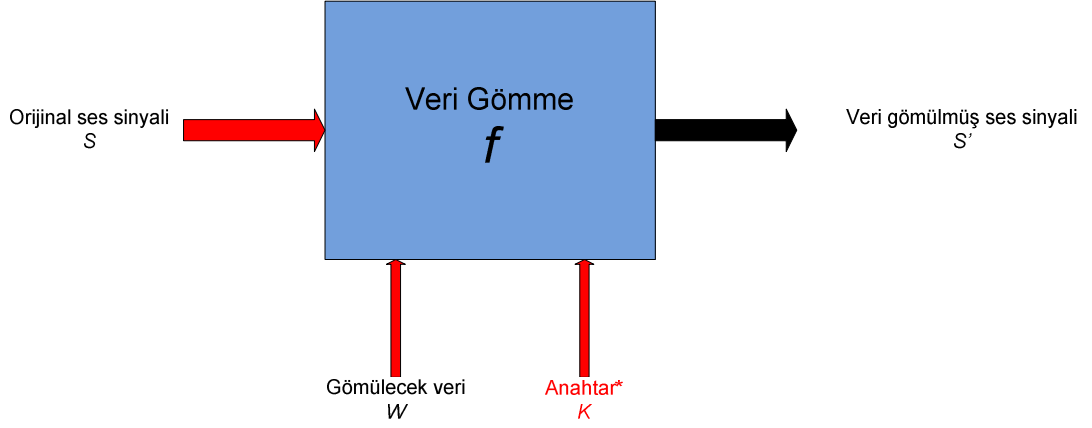 Veri Gömme
f
Orijinal ses sinyali
S
Veri gömülmüş ses sinyali
S’
Gömülecek veri
W
Anahtar*
K